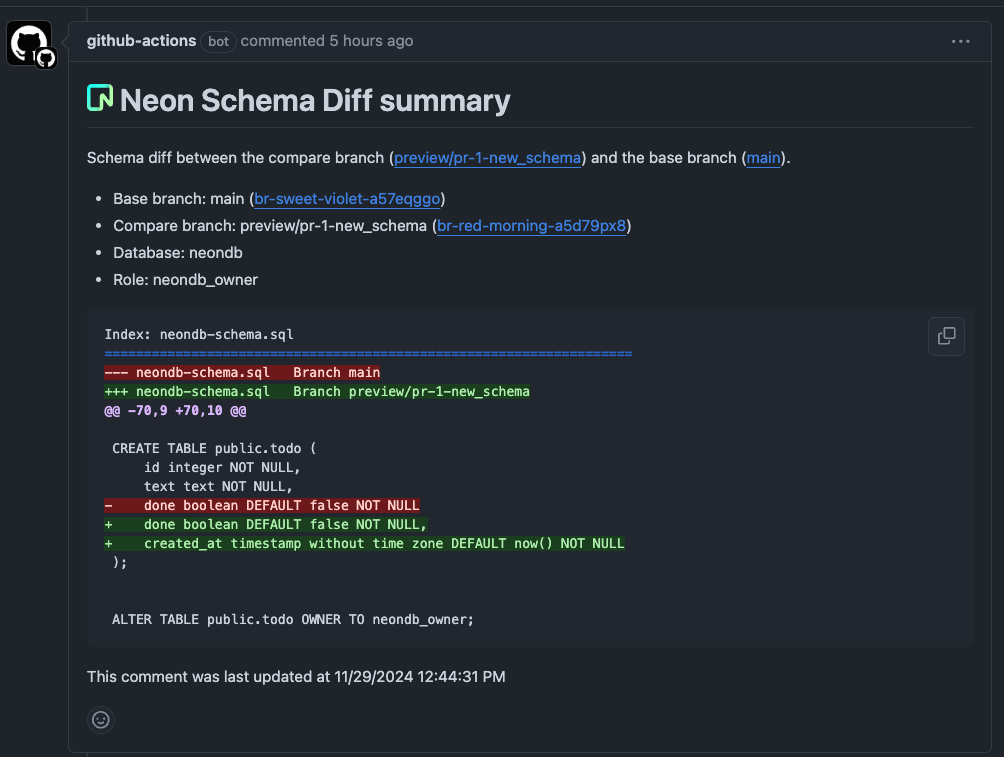 github-actions bot commented 5 hours ago
Neon Schema Diff summary
Schema diff between the compare branch (preview/pr-1-new_schema) and the base branch (main).
• Base branch: main (br-sweet-violet-a57eqggo)
• Compare branch: preview/pr-1-new_schema (br-red-morning-a5d79px8)
• Database: neondb
• Role: neondb_owner
Index: neondb-schema.sql
===================================================================
--- neondb-schema.sql   Branch main
+++ neondb-schema.sql   Branch preview/pr-1-new_schema
@@ -70,9 +70,10 @@
 CREATE TABLE public.todo (
     id integer NOT NULL,
     text text NOT NULL,
-    done boolean DEFAULT false NOT NULL
+    done boolean DEFAULT false NOT NULL,
+    created_at timestamp without time zone DEFAULT now() NOT NULL
 );
 ALTER TABLE public.todo OWNER TO neondb_owner;
This comment was last updated at 11/29/2024 12:44:31 PM